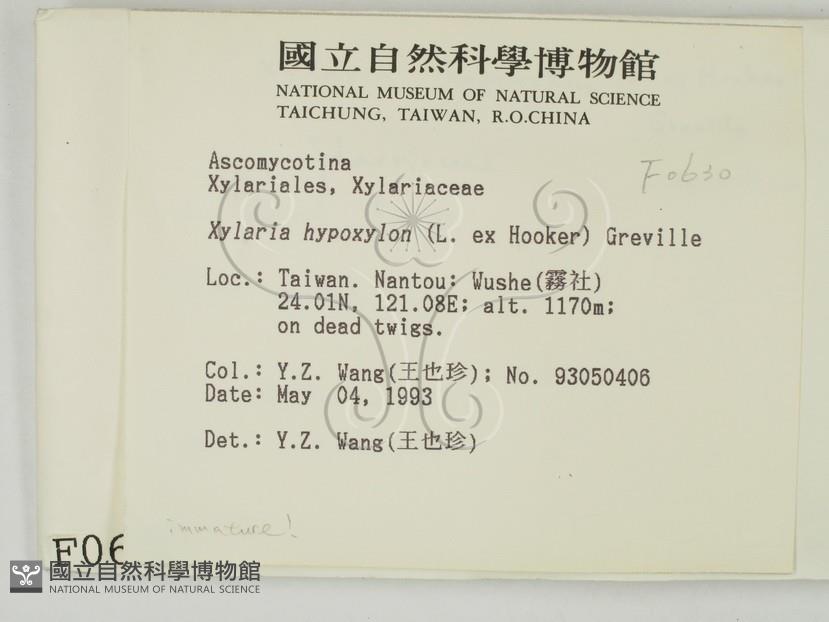 國立自然科學博物館
NATIONAL MUSEUM OF NATURAL SCIENCE
TAICHUNG, TAIWAN, R.O.CHINA
Ascomycotina
F0630
Xylariales, Xylariaceae
Xylaria hypoxylon (L. ex Hooker) Greville
Loc.: Taiwan. Nantou: Wushe(霧社)
24.01N, 121.08E; alt. 1170m;
on dead twigs.
Col.: Y.Z. Wang(王也珍); No. 93050406
Date: May 04, 1993
Det.: Y.Z. Wang(王也珍)
immature!
F06
國立自然科學博物館
NATIONAL MUSEUM OF NATURAL SCIENCE